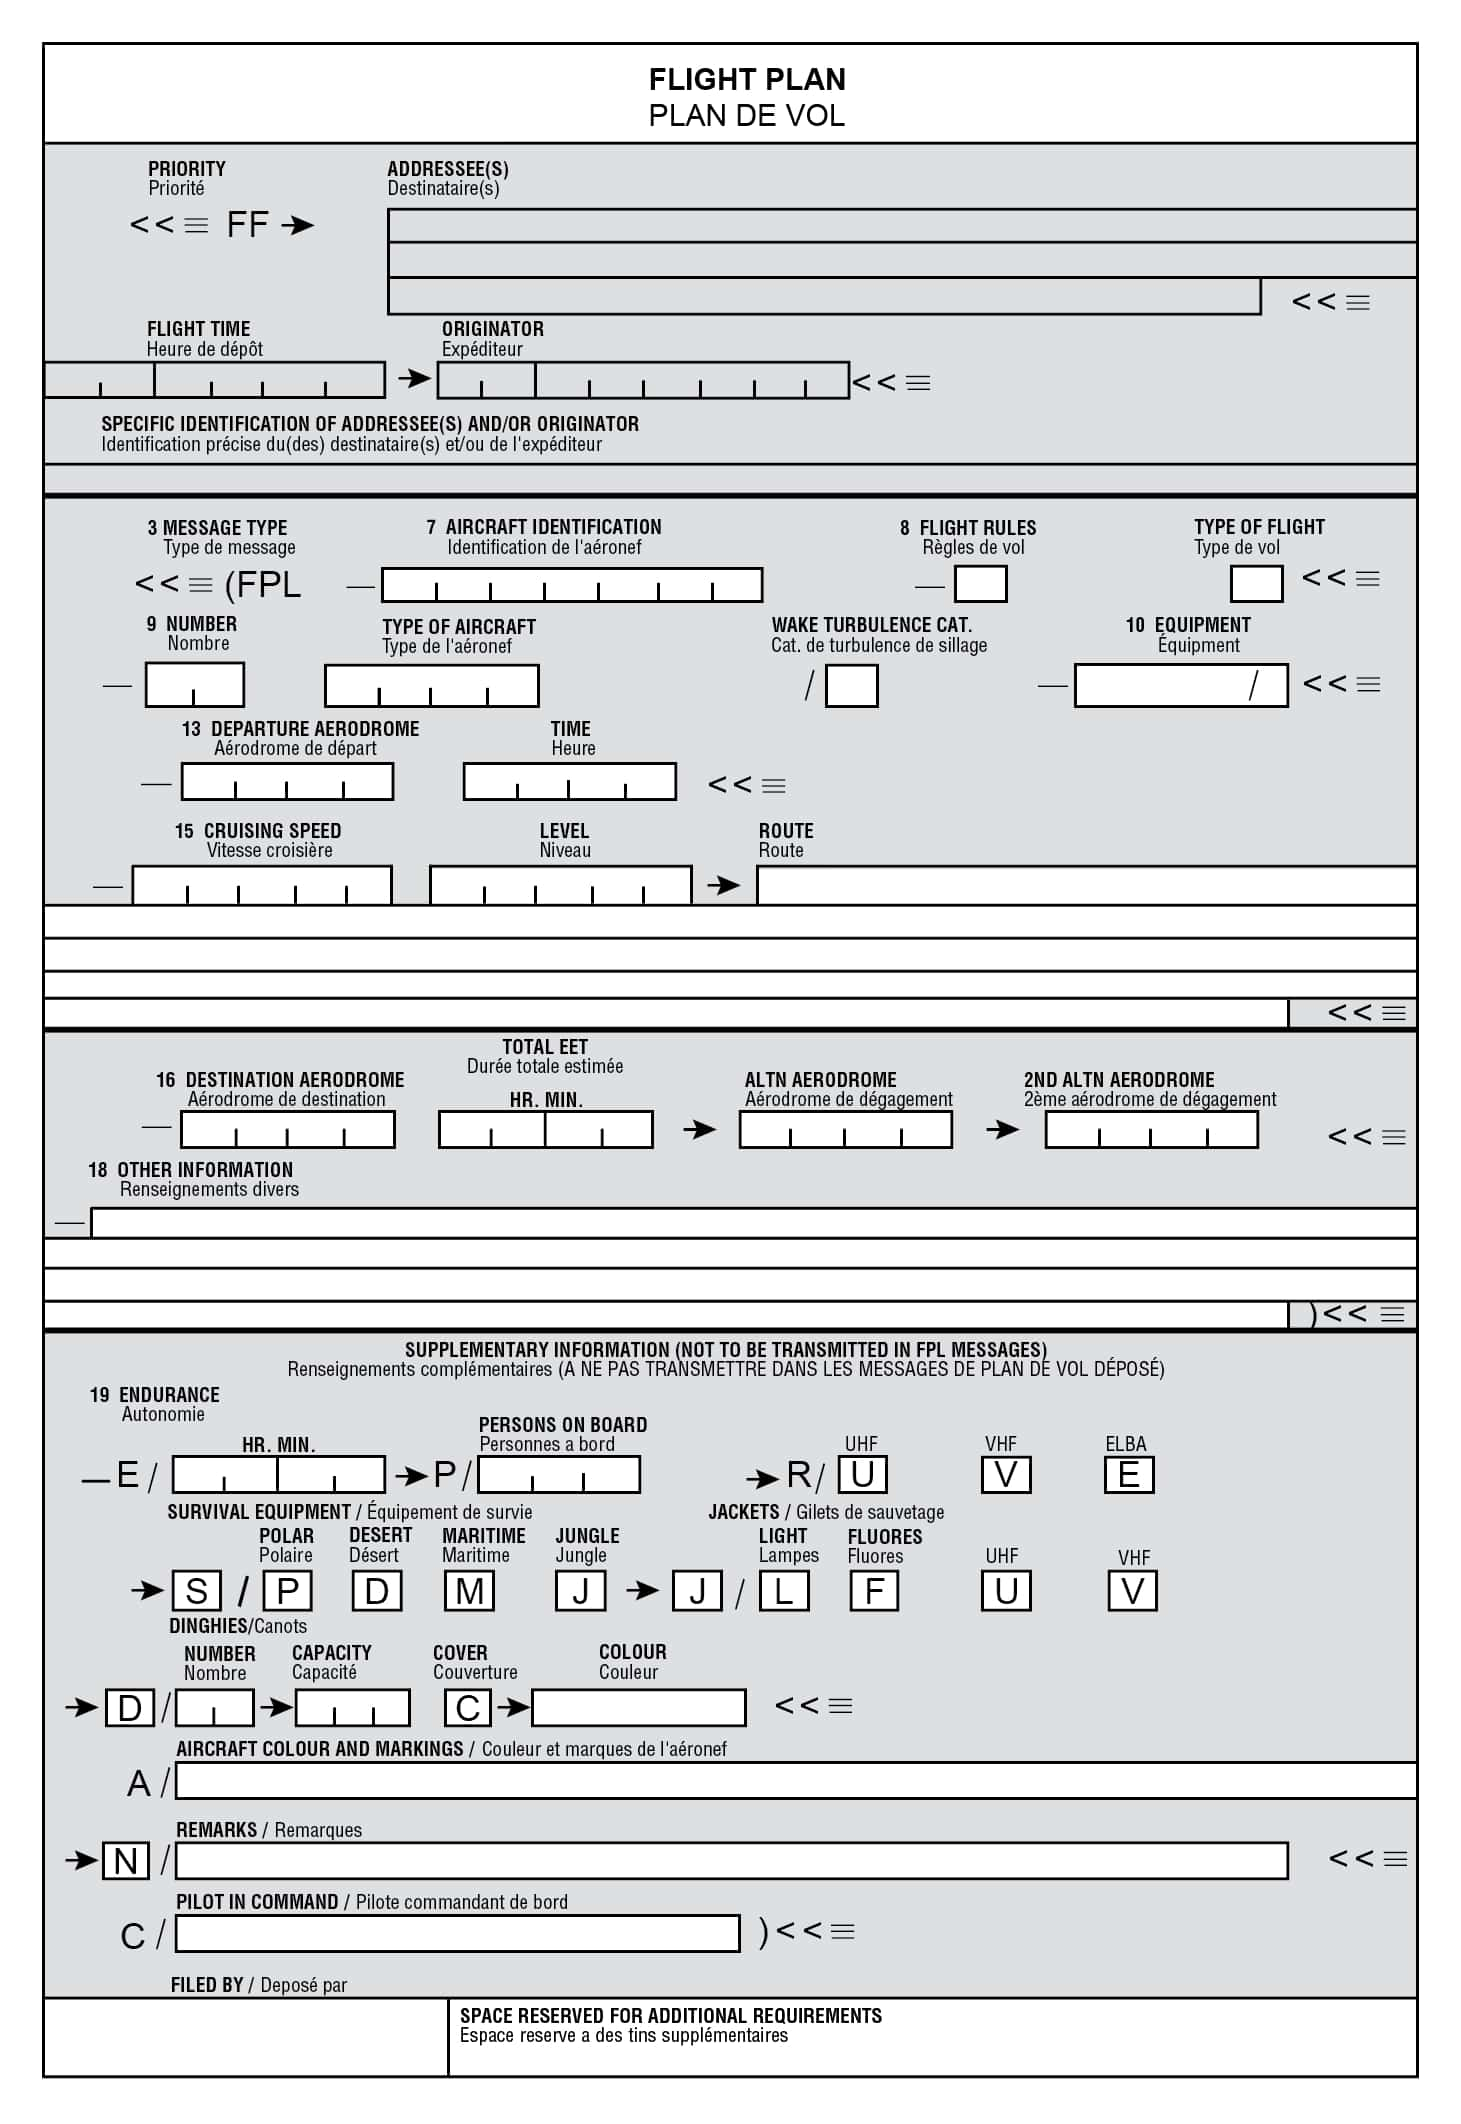 FLIGHT PLAN
PLAN DE VOL
PRIORITY ADDRESSEE(S)
Priorité Destinataire(s)
<<≡ FF ➔
<<≡
FLIGHT TIME ORIGINATOR
Heure de dépôt Expéditeur
➔ <<≡
SPECIFIC IDENTIFICATION OF ADDRESSEE(S) AND/OR ORIGINATOR
Identification précise du(des) destinataire(s) et/ou de l'expéditeur
3 MESSAGE TYPE 7 AIRCRAFT IDENTIFICATION 8 FLIGHT RULES TYPE OF FLIGHT
Type de message Identification de l'aéronef Règles de vol Type de vol
<<≡ (FPL — — <<≡
9 NUMBER TYPE OF AIRCRAFT WAKE TURBULENCE CAT. 10 EQUIPMENT
Nombre Type de l'aéronef Cat. de turbulence de sillage Équipment
— / — / <<≡
13 DEPARTURE AERODROME TIME
Aérodrome de départ Heure
— <<≡
15 CRUISING SPEED LEVEL ROUTE
Vitesse croisière Niveau Route
— ➔
<<≡
TOTAL EET
Durée totale estimée
16 DESTINATION AERODROME HR. MIN. ALTN AERODROME 2ND ALTN AERODROME
Aérodrome de destination Aérodrome de dégagement 2ème aérodrome de dégagement
— ➔ ➔ <<≡
18 OTHER INFORMATION
Renseignements divers
—
)<<≡
SUPPLEMENTARY INFORMATION (NOT TO BE TRANSMITTED IN FPL MESSAGES)
Renseignements complémentaires (A NE PAS TRANSMETTRE DANS LES MESSAGES DE PLAN DE VOL DÉPOSÉ)
19 ENDURANCE
Autonomie
HR. MIN. PERSONS ON BOARD UHF VHF ELBA
Personnes a bord
—E / ➔ P/ ➔ R/ U V E
SURVIVAL EQUIPMENT / Équipement de survie JACKETS / Gilets de sauvetage
POLAR DESERT MARITIME JUNGLE LIGHT FLUORES UHF VHF
Polaire Désert Maritime Jungle Lampes Fluores
➔ S / P D M J ➔ J / L F U V
DINGHIES/Canots
NUMBER CAPACITY COVER COLOUR
Nombre Capacité Couverture Couleur
➔ D / ➔ C ➔ <<≡
AIRCRAFT COLOUR AND MARKINGS / Couleur et marques de l'aéronef
A /
REMARKS / Remarques
➔ N / <<≡
PILOT IN COMMAND / Pilote commandant de bord
C / )<<≡
FILED BY / Deposé par
SPACE RESERVED FOR ADDITIONAL REQUIREMENTS
Espace reserve a des tins supplémentaires